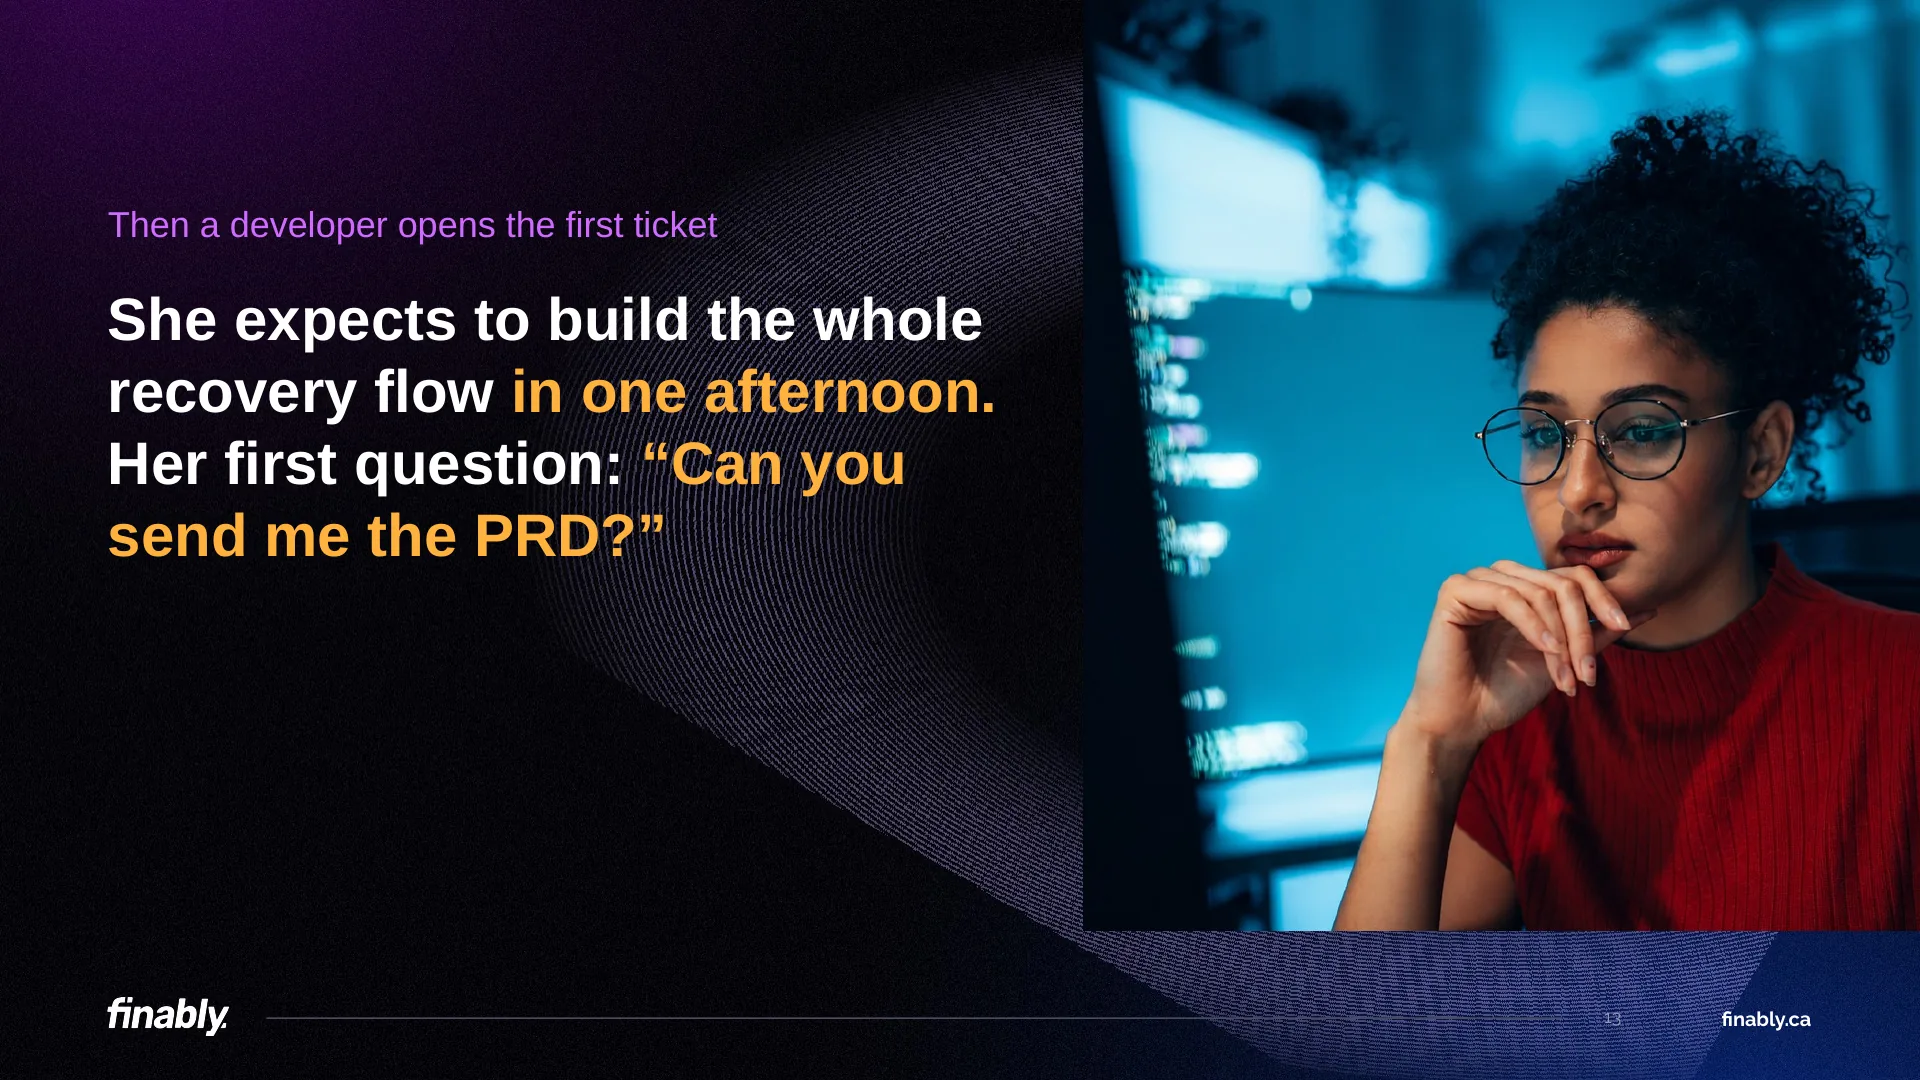 Then a developer opens the first ticket
She expects to build the whole
recovery flow in one afternoon.
Her first question: “Can you
send me the PRD?”
finably.
13
finably.ca